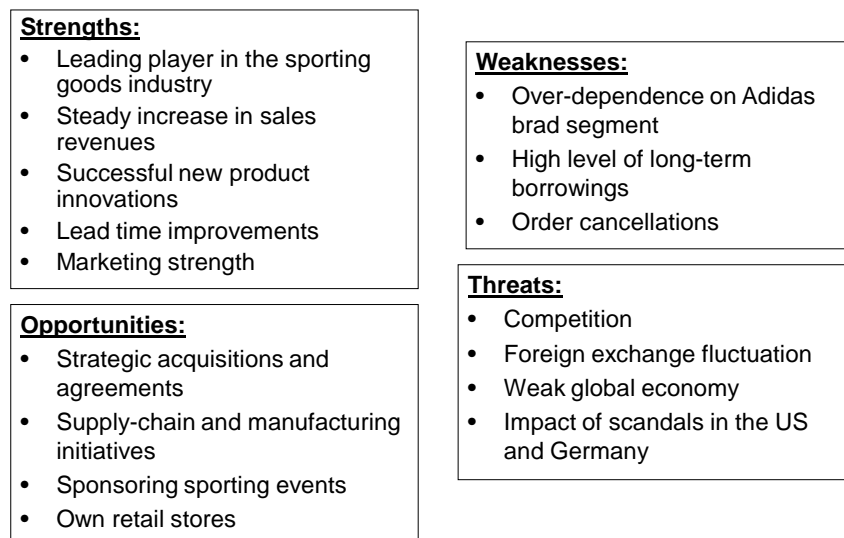 Strengths:
• Leading player in the sporting
goods industry
• Steady increase in sales
revenues
• Successful new product
innovations
• Lead time improvements
• Marketing strength
Weaknesses:
• Over-dependence on Adidas
brad segment
• High level of long-term
borrowings
• Order cancellations
Opportunities:
• Strategic acquisitions and
agreements
• Supply-chain and manufacturing
initiatives
• Sponsoring sporting events
• Own retail stores
Threats:
• Competition
• Foreign exchange fluctuation
• Weak global economy
• Impact of scandals in the US
and Germany